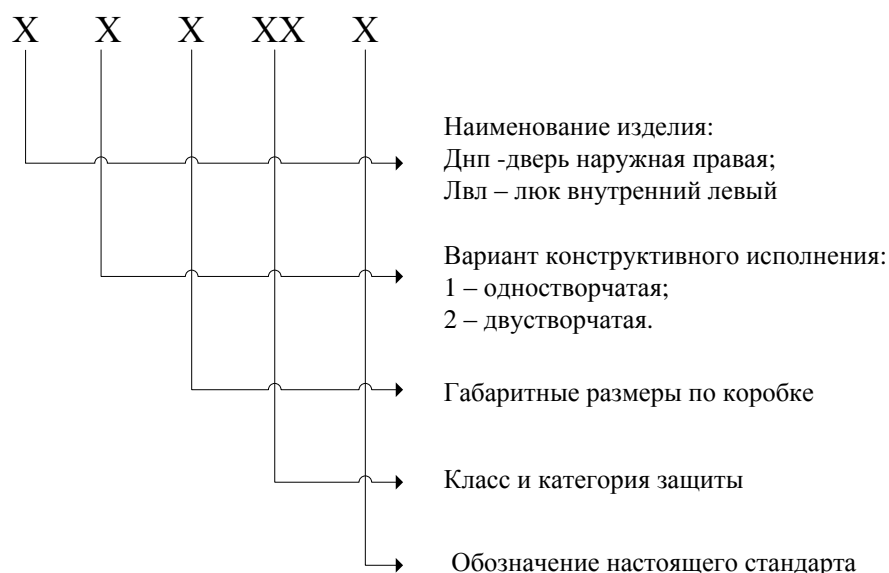 X X X XX X
Наименование изделия:
Днп -дверь наружная правая;
Лвл – люк внутренний левый
Вариант конструктивного исполнения:
1 – одностворчатая;
2 – двустворчатая.
Габаритные размеры по коробке
Класс и категория защиты
Обозначение настоящего стандарта